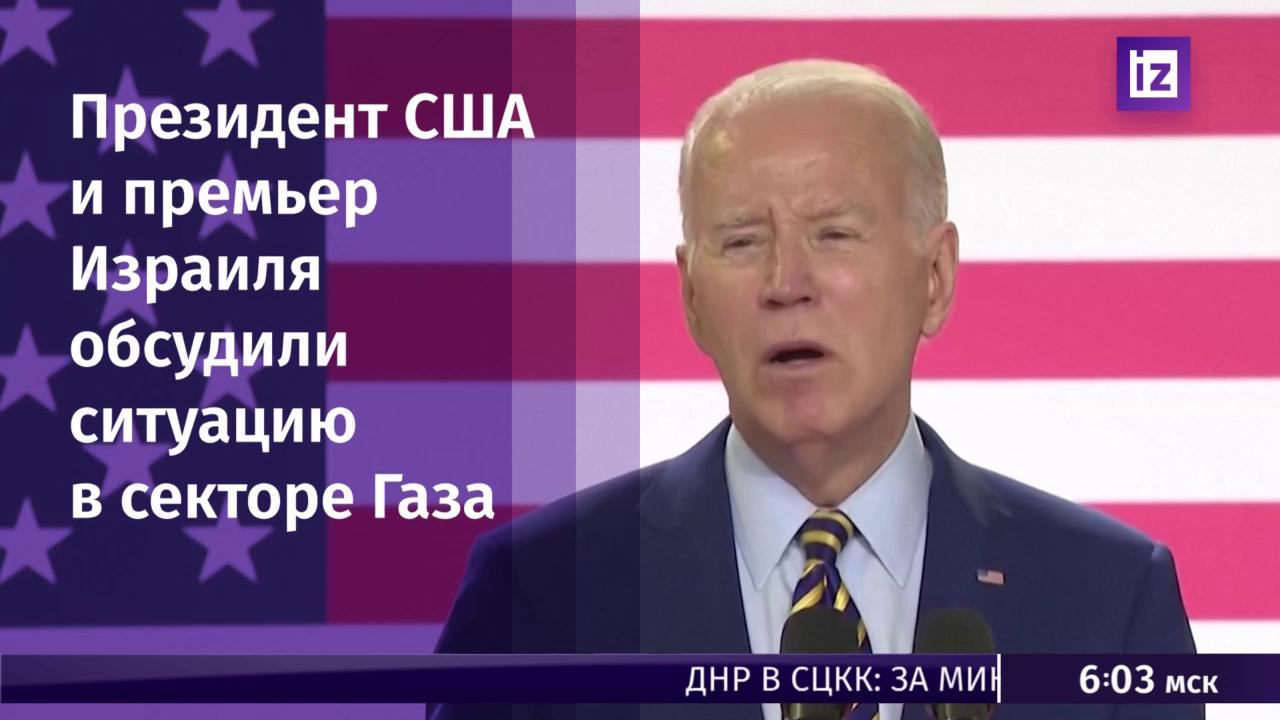 Президент США
и премьер
Израиля
обсудили
ситуацию
в секторе Газа
iz
ДНР В СЦКК: ЗА
6:03 мск